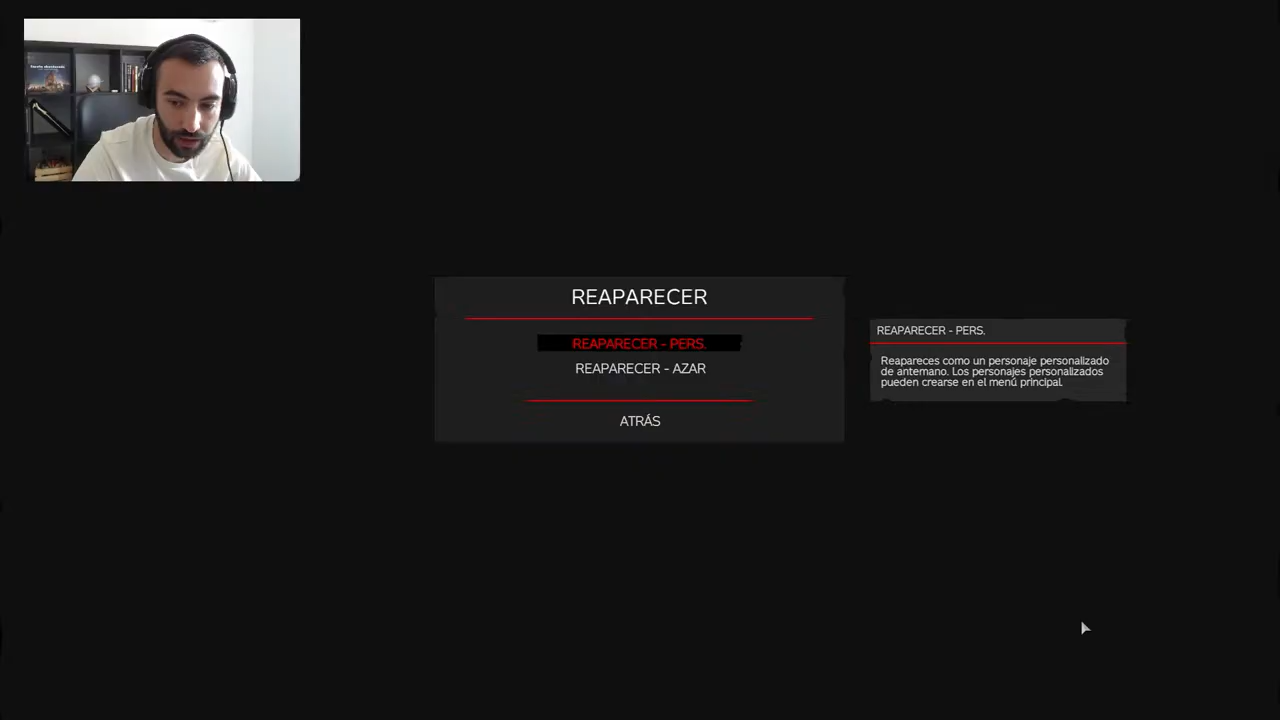 REAPARECER
REAPARECER - PERS.
REAPARECER - AZAR
ATRÁS
REAPARECER - PERS.
Reapareces como un personaje personalizado
de antemano. Los personajes personalizados
pueden crearse en el menú principal.